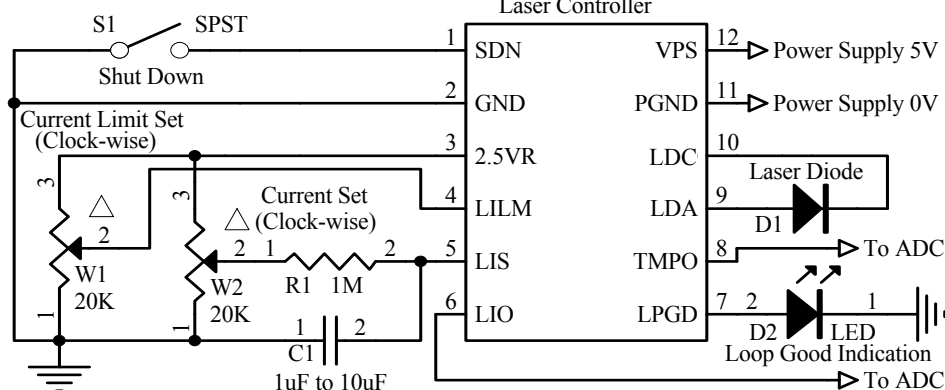 Laser Controller
S1 SPST
Shut Down
1 SDN
2 GND
3 2.5VR
4 LILM
5 LIS
6 LIO
VPS 12 Power Supply 5V
PGND 11 Power Supply 0V
LDC 10
Laser Diode
LDA 9
D1
TMPO 8 To ADC
LPGD 7 2 1
D2 LED
Loop Good Indication
To ADC
Current Limit Set
(Clock-wise)
3
2
W1
20K
1
Current Set
(Clock-wise)
3
2
W2
20K
1
1 2
R1 1M
1 2
C1
1uF to 10uF